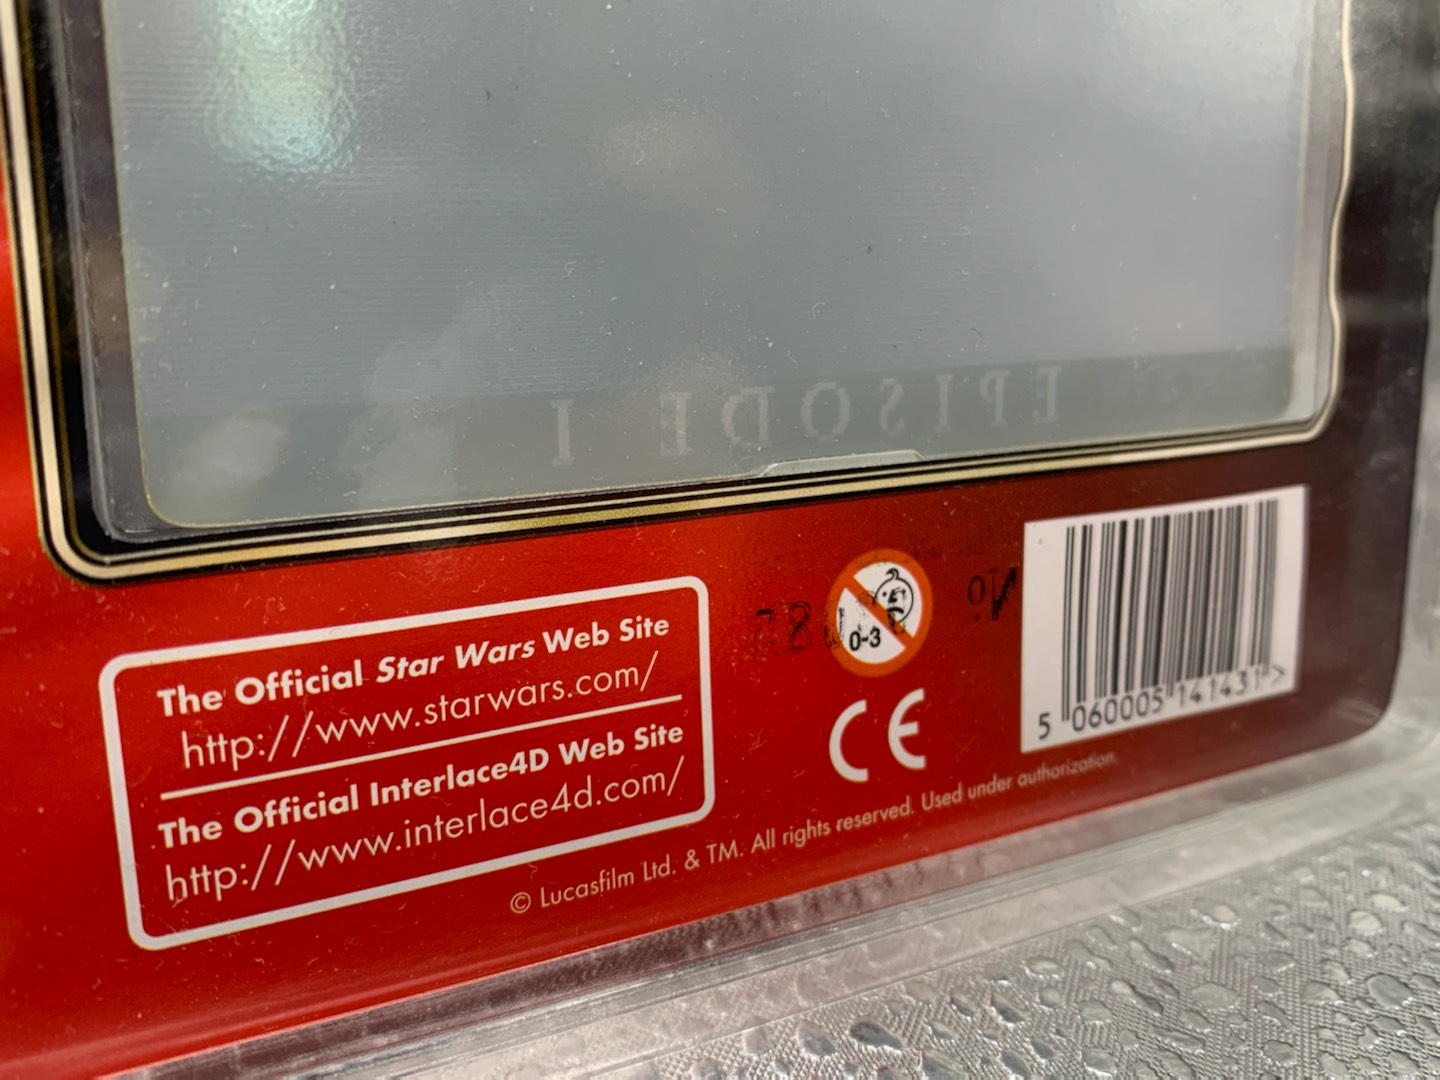 EPISODE I
The Official Star Wars Web Site
http://www.starwars.com/
The Official Interlace4D Web Site
http://www.interlace4d.com/
0-3
Nº
CE
5 060005 141431 >
© Lucasfilm Ltd. & TM. All rights reserved. Used under authorization.